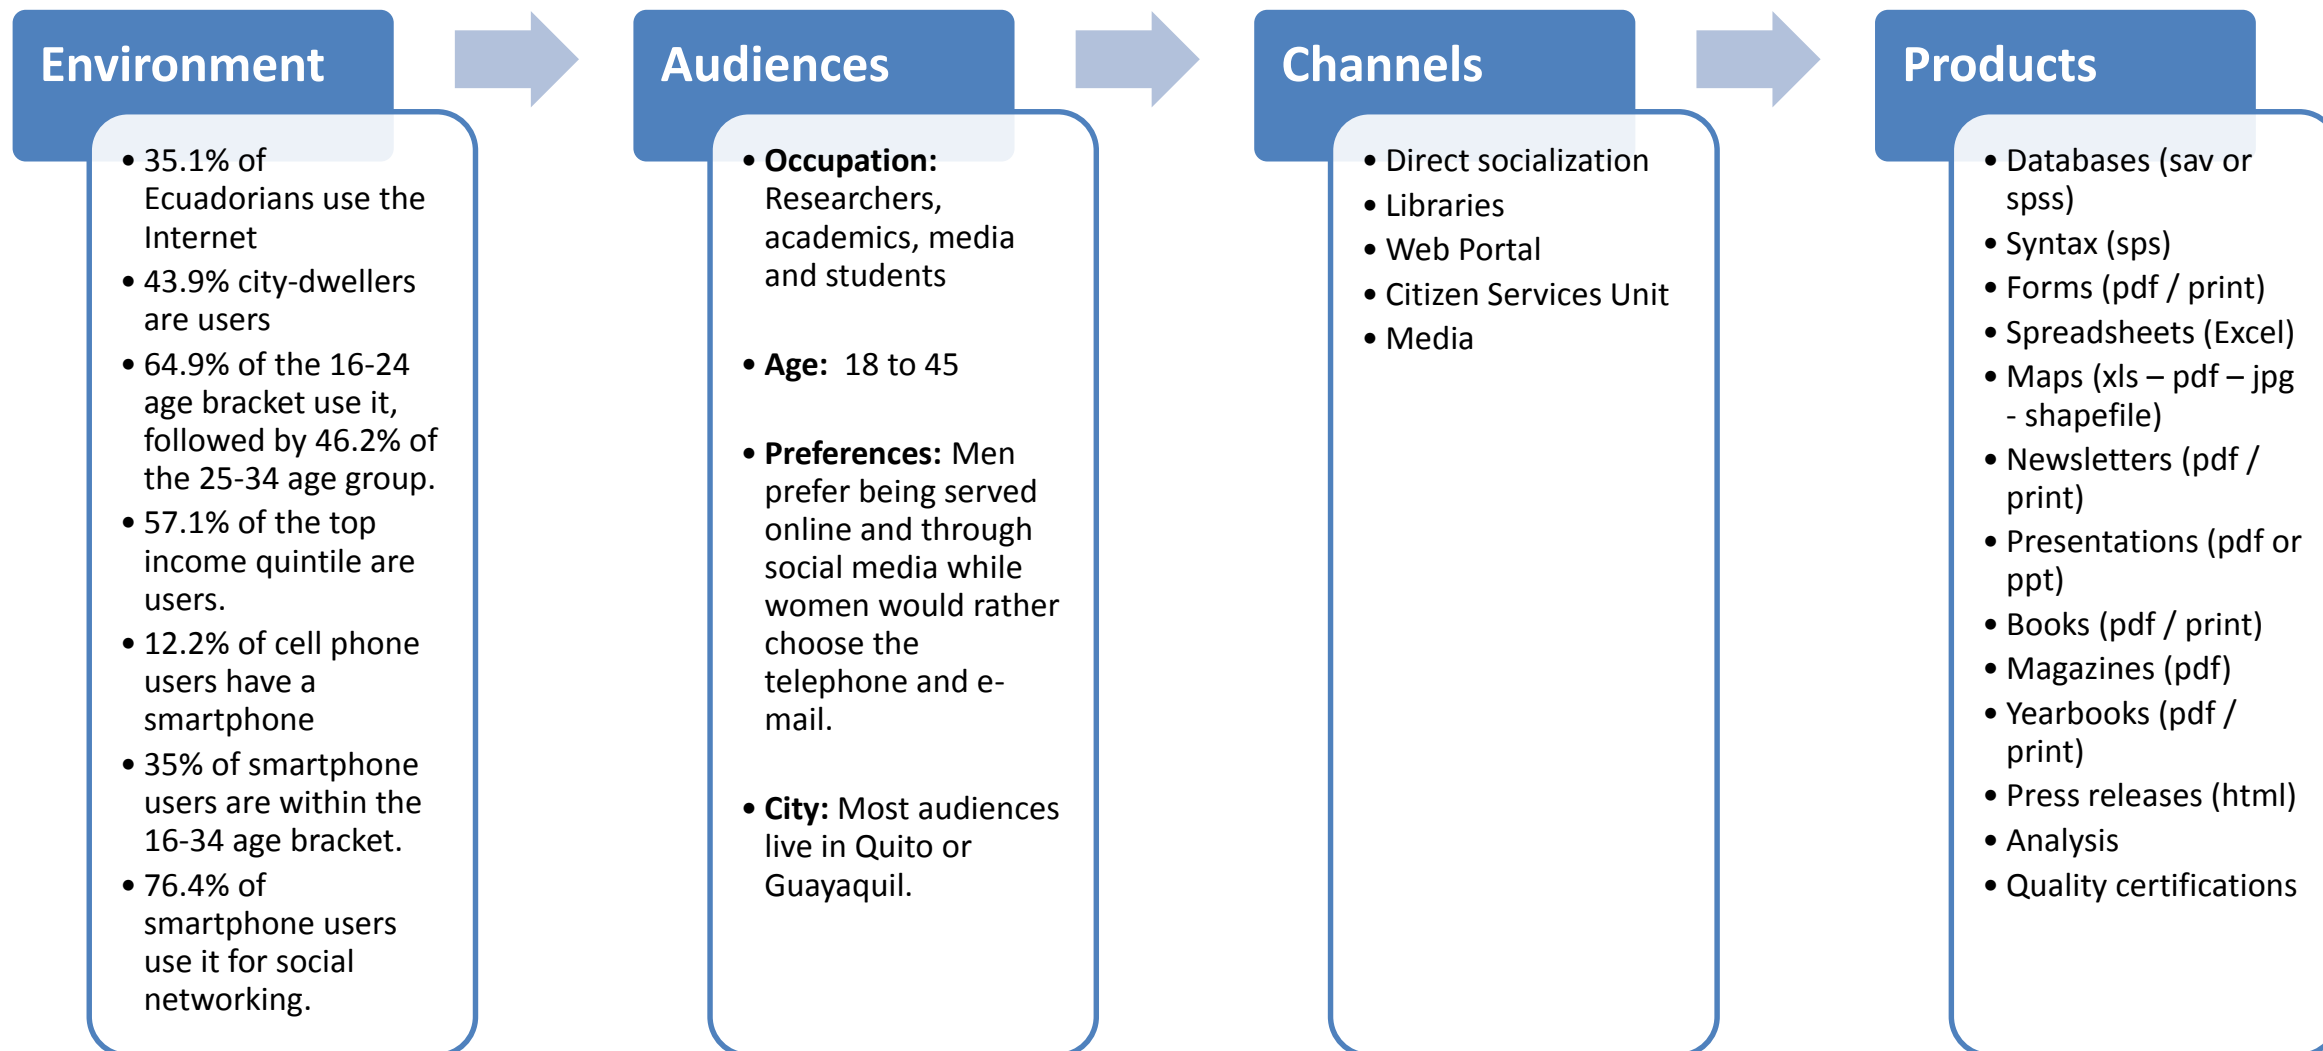 Environment
• 35.1% of
Ecuadorians use the
Internet
• 43.9% city-dwellers
are users
• 64.9% of the 16-24
age bracket use it,
followed by 46.2% of
the 25-34 age group.
• 57.1% of the top
income quintile are
users.
• 12.2% of cell phone
users have a
smartphone
• 35% of smartphone
users are within the
16-34 age bracket.
• 76.4% of
smartphone users
use it for social
networking.
Audiences
• Occupation:
Researchers,
academics, media
and students
• Age: 18 to 45
• Preferences: Men
prefer being served
online and through
social media while
women would rather
choose the
telephone and e-
mail.
• City: Most audiences
live in Quito or
Guayaquil.
Channels
• Direct socialization
• Libraries
• Web Portal
• Citizen Services Unit
• Media
Products
• Databases (sav or
spss)
• Syntax (sps)
• Forms (pdf / print)
• Spreadsheets (Excel)
• Maps (xls – pdf – jpg
- shapefile)
• Newsletters (pdf /
print)
• Presentations (pdf or
ppt)
• Books (pdf / print)
• Magazines (pdf)
• Yearbooks (pdf /
print)
• Press releases (html)
• Analysis
• Quality certifications